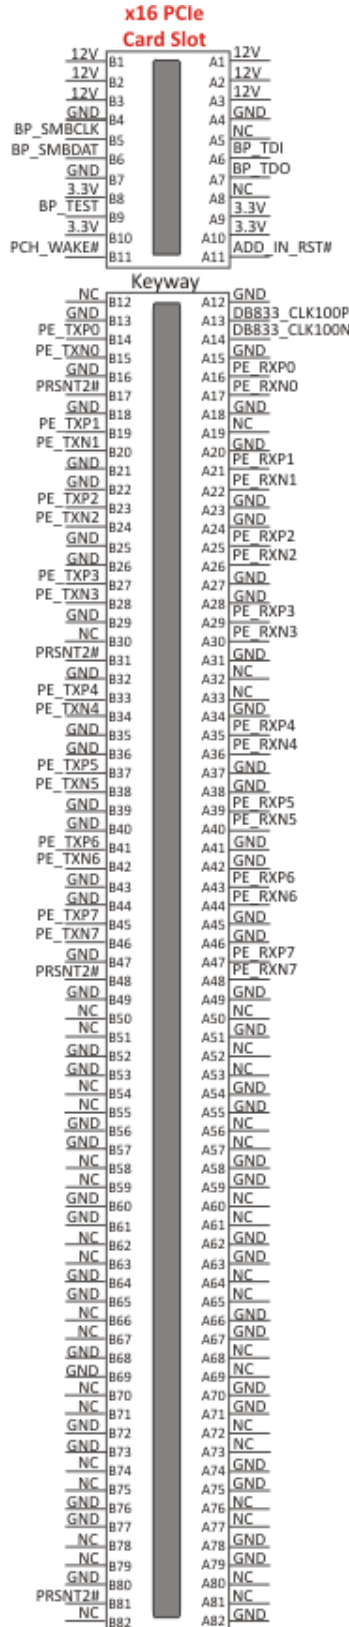 x16 PCIe
Card Slot
12V B1 A1 12V
12V B2 A2 12V
12V B3 A3 12V
GND B4 A4 GND
BP_SMBCLK B5 A5 NC
BP_SMBDAT B6 A6 BP_TDI
GND B7 A7 BP_TDO
3.3V B8 A8 NC
BP_TEST B9 A9 3.3V
3.3V B10 A10 3.3V
PCH_WAKE# B11 A11 ADD_IN_RST#
Keyway
NC B12 A12 GND
GND B13 A13 DB833_CLK100P
PE_TXP0 B14 A14 DB833_CLK100N
PE_TXN0 B15 A15 GND
GND B16 A16 PE_RXP0
PRSNT2# B17 A17 PE_RXN0
GND B18 A18 GND
PE_TXP1 B19 A19 NC
PE_TXN1 B20 A20 GND
GND B21 A21 PE_RXP1
GND B22 A22 PE_RXN1
PE_TXP2 B23 A23 GND
PE_TXN2 B24 A24 GND
GND B25 A25 PE_RXP2
GND B26 A26 PE_RXN2
PE_TXP3 B27 A27 GND
PE_TXN3 B28 A28 GND
GND B29 A29 PE_RXP3
NC B30 A30 PE_RXN3
PRSNT2# B31 A31 GND
GND B32 A32 NC
PE_TXP4 B33 A33 NC
PE_TXN4 B34 A34 GND
GND B35 A35 PE_RXP4
GND B36 A36 PE_RXN4
PE_TXP5 B37 A37 GND
PE_TXN5 B38 A38 GND
GND B39 A39 PE_RXP5
GND B40 A40 PE_RXN5
PE_TXP6 B41 A41 GND
PE_TXN6 B42 A42 GND
GND B43 A43 PE_RXP6
GND B44 A44 PE_RXN6
PE_TXP7 B45 A45 GND
PE_TXN7 B46 A46 GND
GND B47 A47 PE_RXP7
PRSNT2# B48 A48 PE_RXN7
GND B49 A49 GND
NC B50 A50 NC
NC B51 A51 GND
GND B52 A52 NC
GND B53 A53 NC
NC B54 A54 GND
NC B55 A55 GND
GND B56 A56 NC
GND B57 A57 NC
NC B58 A58 GND
NC B59 A59 GND
GND B60 A60 NC
GND B61 A61 NC
NC B62 A62 GND
NC B63 A63 GND
GND B64 A64 NC
GND B65 A65 NC
NC B66 A66 GND
NC B67 A67 GND
GND B68 A68 NC
GND B69 A69 NC
NC B70 A70 GND
NC B71 A71 GND
GND B72 A72 NC
GND B73 A73 NC
NC B74 A74 GND
NC B75 A75 GND
GND B76 A76 NC
GND B77 A77 NC
NC B78 A78 GND
NC B79 A79 GND
GND B80 A80 NC
PRSNT2# B81 A81 NC
NC B82 A82 GND